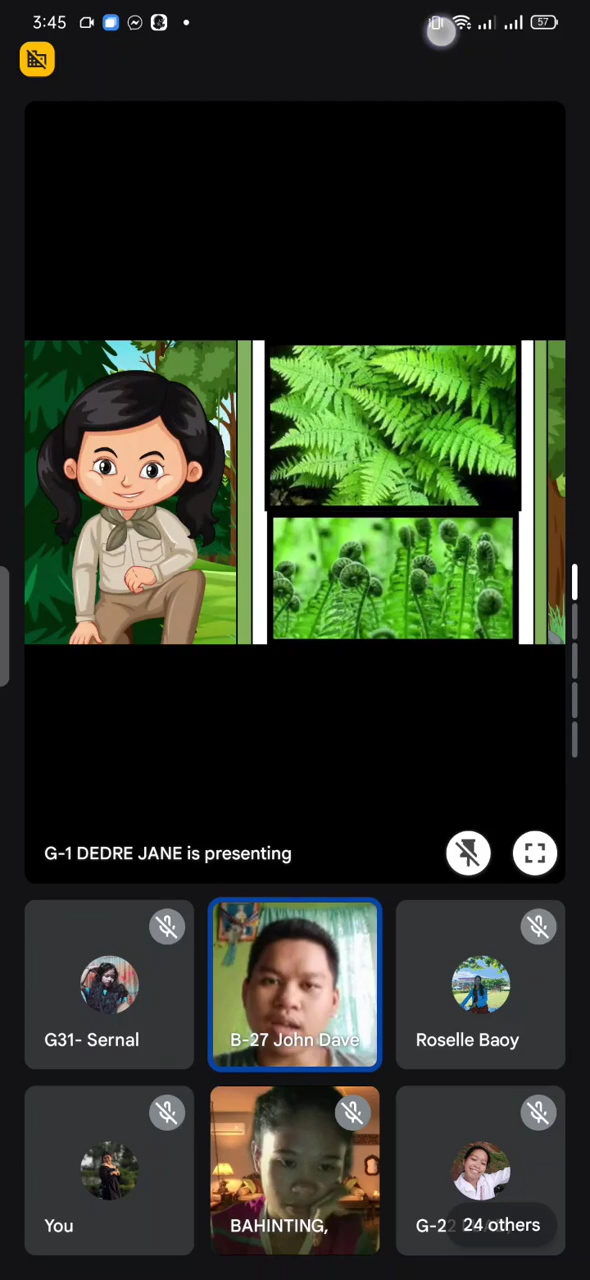 3:45
57
G-1 DEDRE JANE is presenting
G31- Sernal
B-27 John Dave
Roselle Baoy
You
BAHINTING,
G-22
24 others